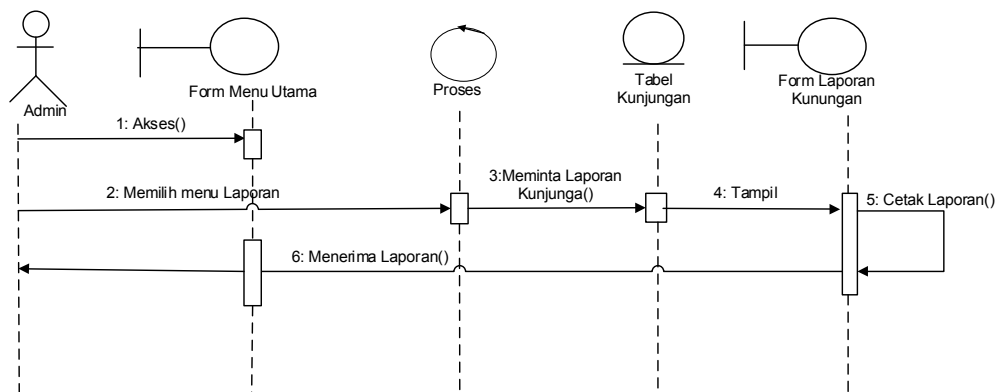 Admin
Form Menu Utama
Proses
Tabel
Kunjungan
Form Laporan
Kunungan
1: Akses()
2: Memilih menu Laporan
3:Meminta Laporan
Kunjunga()
4: Tampil
5: Cetak Laporan()
6: Menerima Laporan()